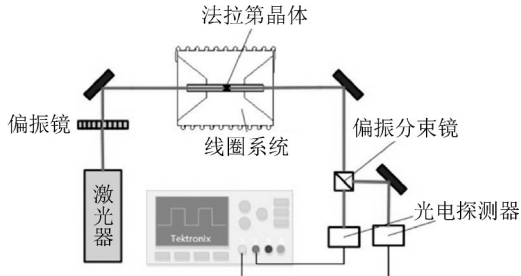 法拉第晶体
偏振镜
线圈系统
偏振分束镜
激光器
Tektronix
光电探测器